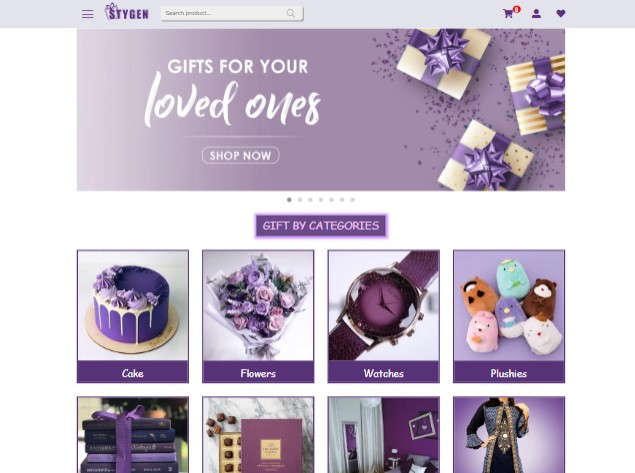 STYGEN
Search product...
0
GIFTS FOR YOUR
loved ones
SHOP NOW
GIFT BY CATEGORIES
Cake
Flowers
Watches
Plushies